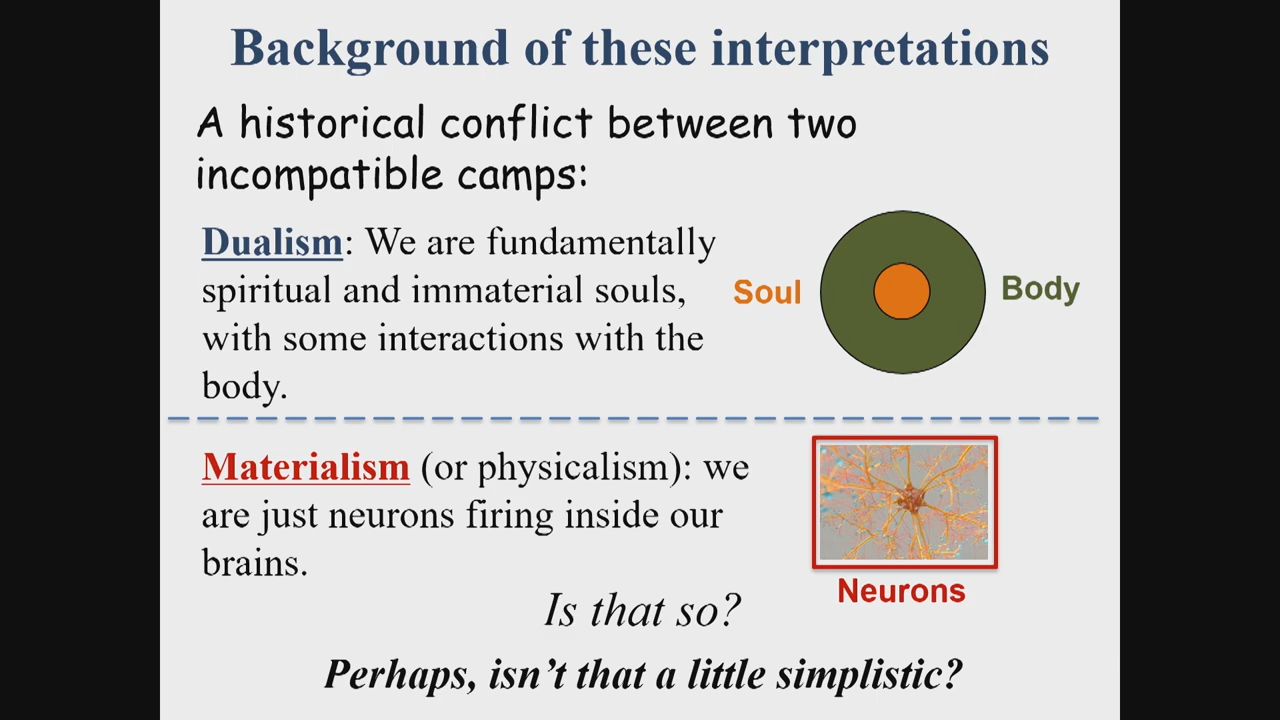 Background of these interpretations
A historical conflict between two
incompatible camps:
Dualism: We are fundamentally
spiritual and immaterial souls,
with some interactions with the
body.
Soul
Body
Materialism (or physicalism): we
are just neurons firing inside our
brains.
Neurons
Is that so?
Perhaps, isn’t that a little simplistic?